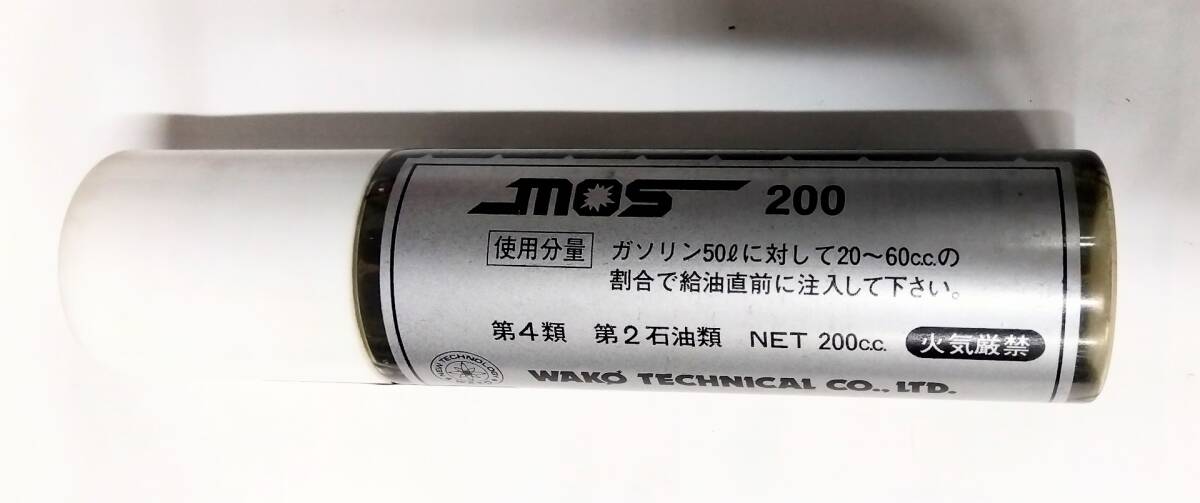 mos 200
使用分量 ガソリン50ℓに対して20～60c.c.の
割合で給油直前に注入して下さい。
第4類 第2石油類 NET 200c.c. 火気厳禁
NEW TECHNOLOGY
WAKO TECHNICAL CO., LTD.